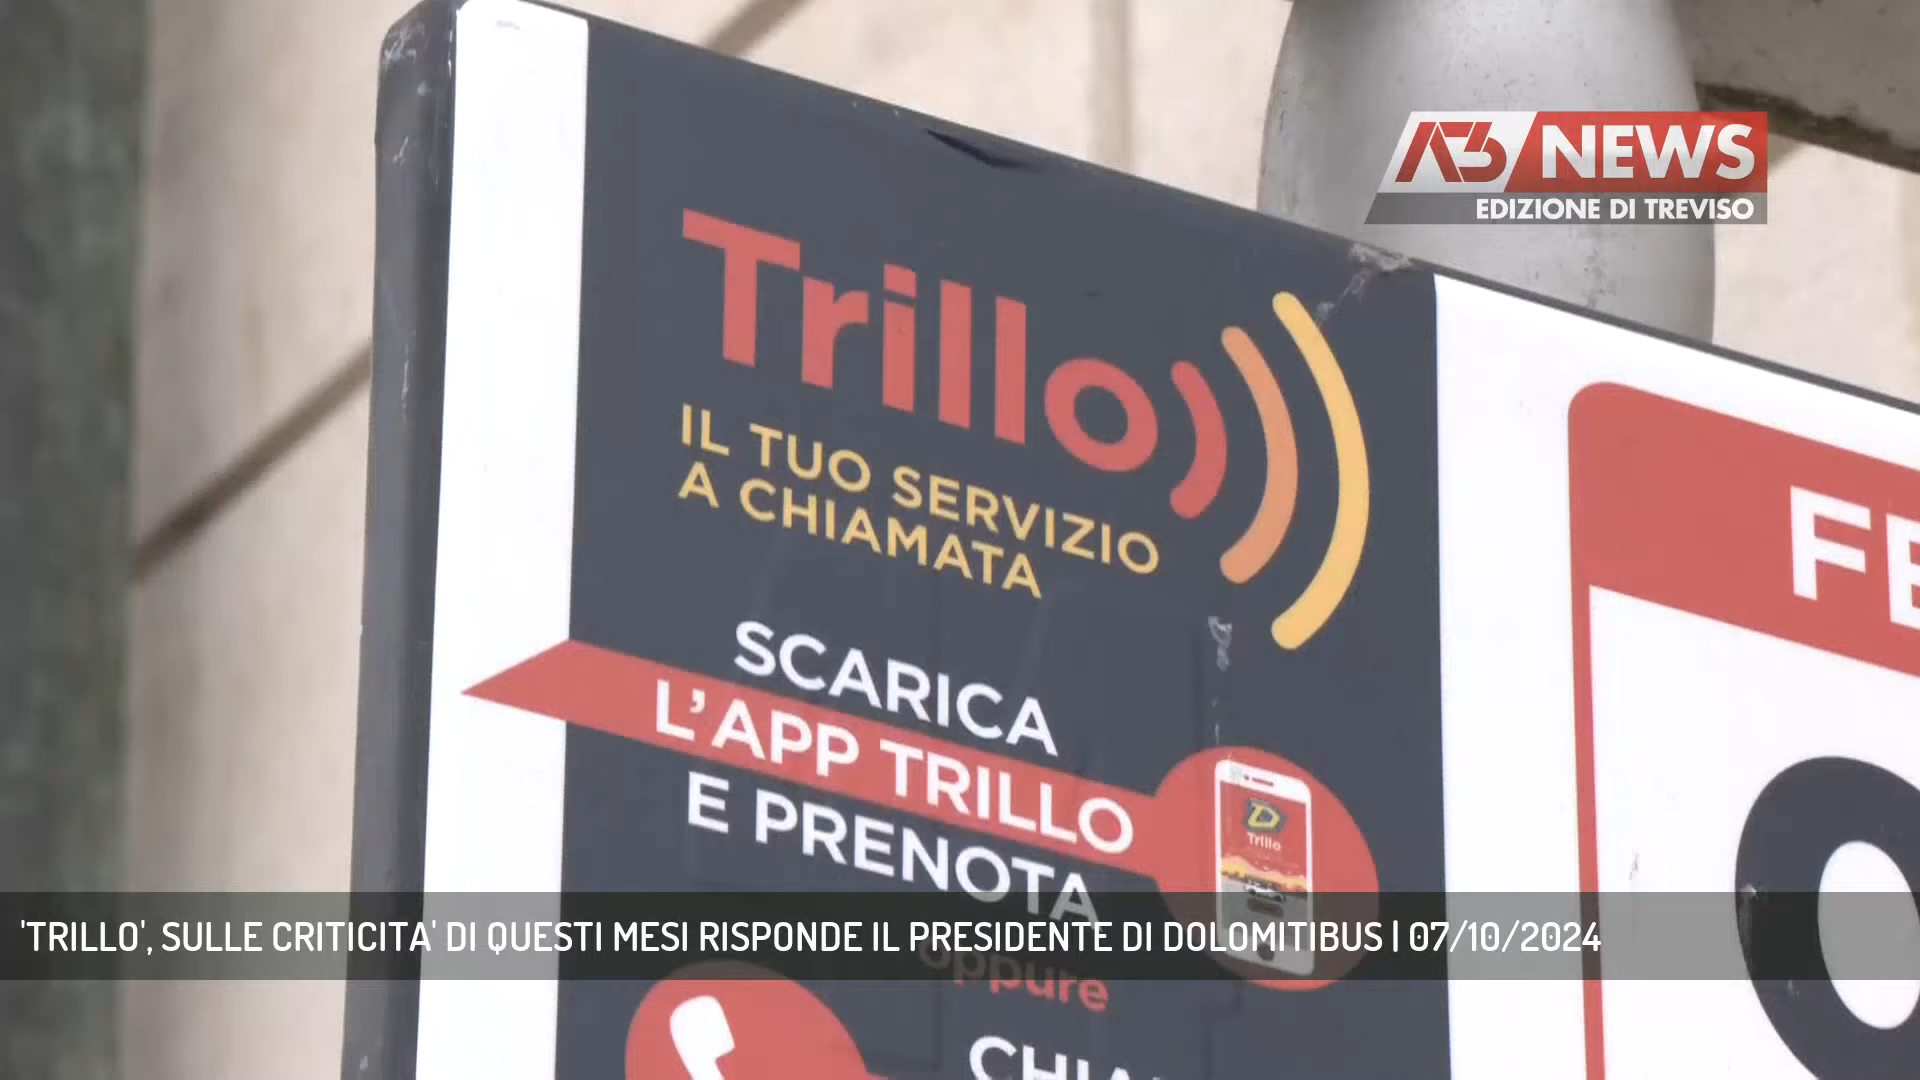 A3 NEWS
EDIZIONE DI TREVISO
Trillo
IL TUO SERVIZIO
A CHIAMATA
SCARICA
L'APP TRILLO
E PRENOTA
Trillo
oppure
'TRILLO', SULLE CRITICITA' DI QUESTI MESI RISPONDE IL PRESIDENTE DI DOLOMITIBUS | 07/10/2024